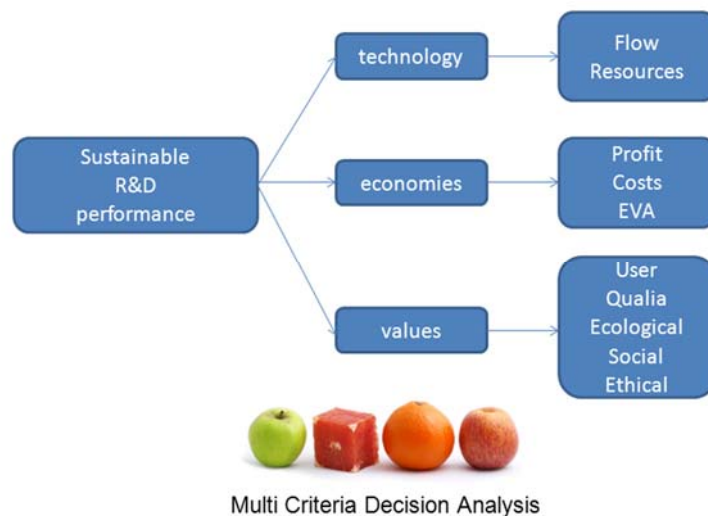 technology
Flow
Resources
Sustainable
R&D
performance
economies
Profit
Costs
EVA
values
User
Qualia
Ecological
Social
Ethical
Multi Criteria Decision Analysis